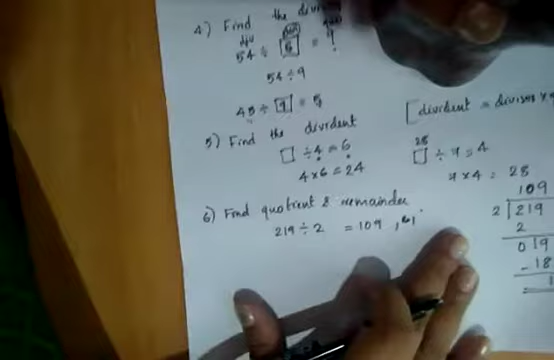 4) Find the
54 ÷ 6 = 9
54 ÷ 9
45 ÷ 9 = 5
[dividend = divisor ×
5) Find the divident
□ ÷ 4 = 6
4 × 6 = 24
28
□ ÷ 7 = 4
7 × 4 = 28
6) Find quotient & remainder
219 ÷ 2 = 109
109
2 219
2
019
- 18
1